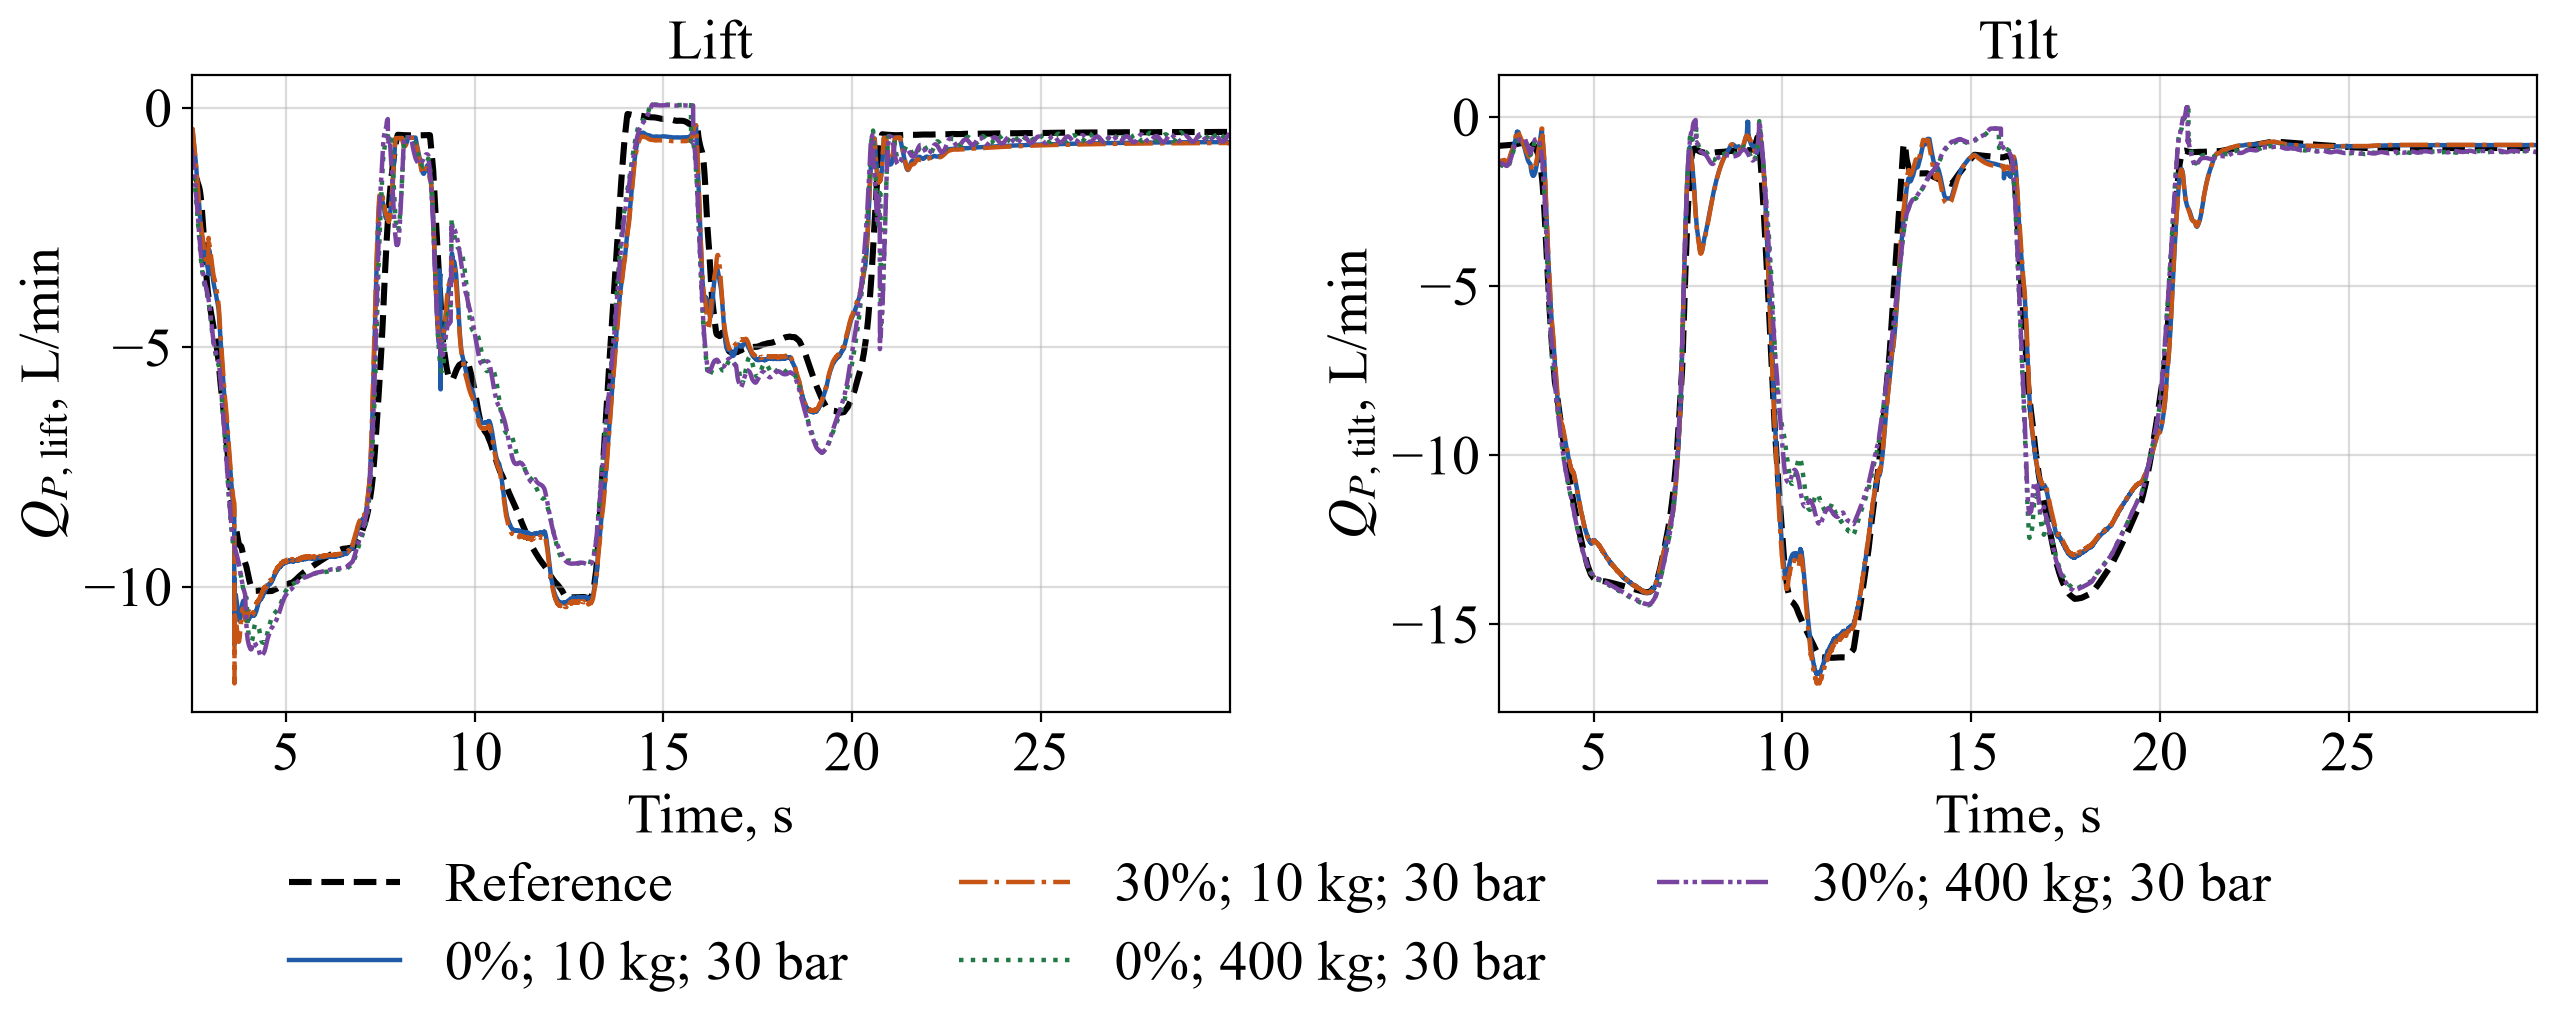 Lift
Tilt
0
−5
−10
Q_{P, lift}, L/min
5 10 15 20 25
Time, s
0
−5
−10
−15
Q_{P, tilt}, L/min
5 10 15 20 25
Time, s
Reference
0%; 10 kg; 30 bar
30%; 10 kg; 30 bar
0%; 400 kg; 30 bar
30%; 400 kg; 30 bar